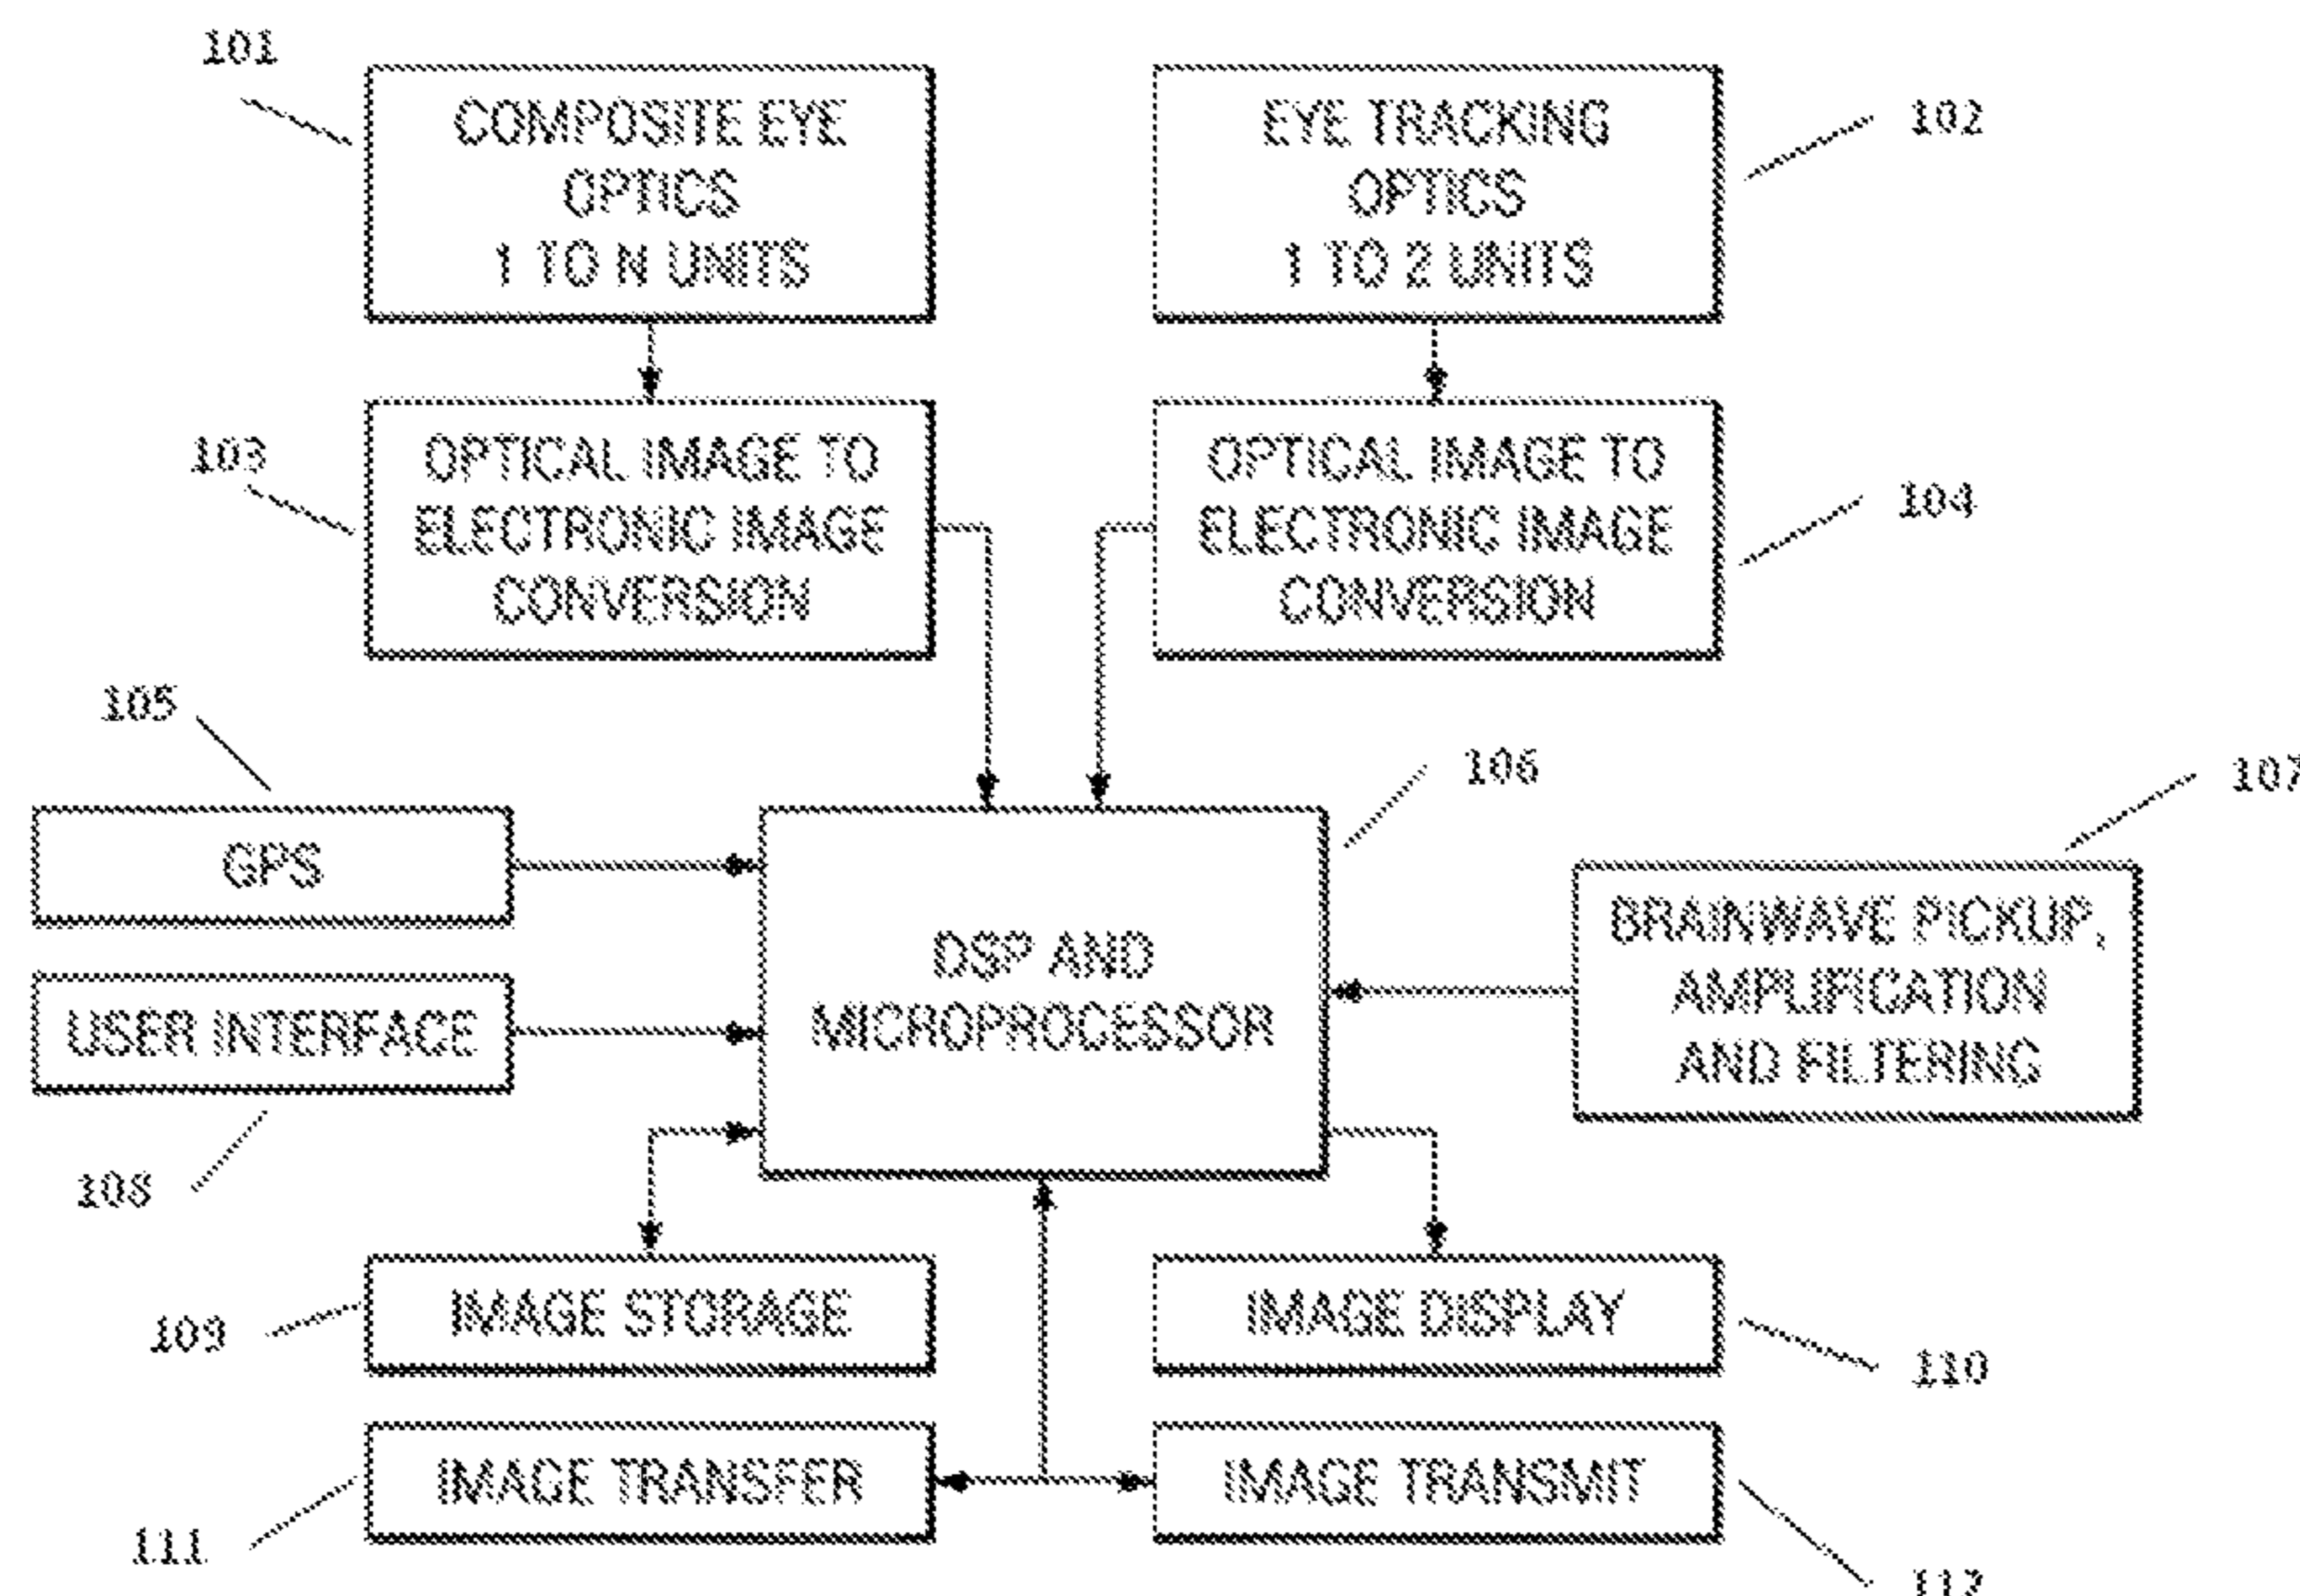 101
COMPOSITE EYE
OPTICS
1 TO N UNITS
EYE TRACKING
OPTICS
1 TO 2 UNITS
102
103
OPTICAL IMAGE TO
ELECTRONIC IMAGE
CONVERSION
OPTICAL IMAGE TO
ELECTRONIC IMAGE
CONVERSION
104
105
GPS
106
107
DSP AND
MICROPROCESSOR
BRAINWAVE PICKUP,
AMPLIFICATION
AND FILTERING
USER INTERFACE
108
IMAGE STORAGE
109
IMAGE DISPLAY
110
IMAGE TRANSFER
111
IMAGE TRANSMIT
112